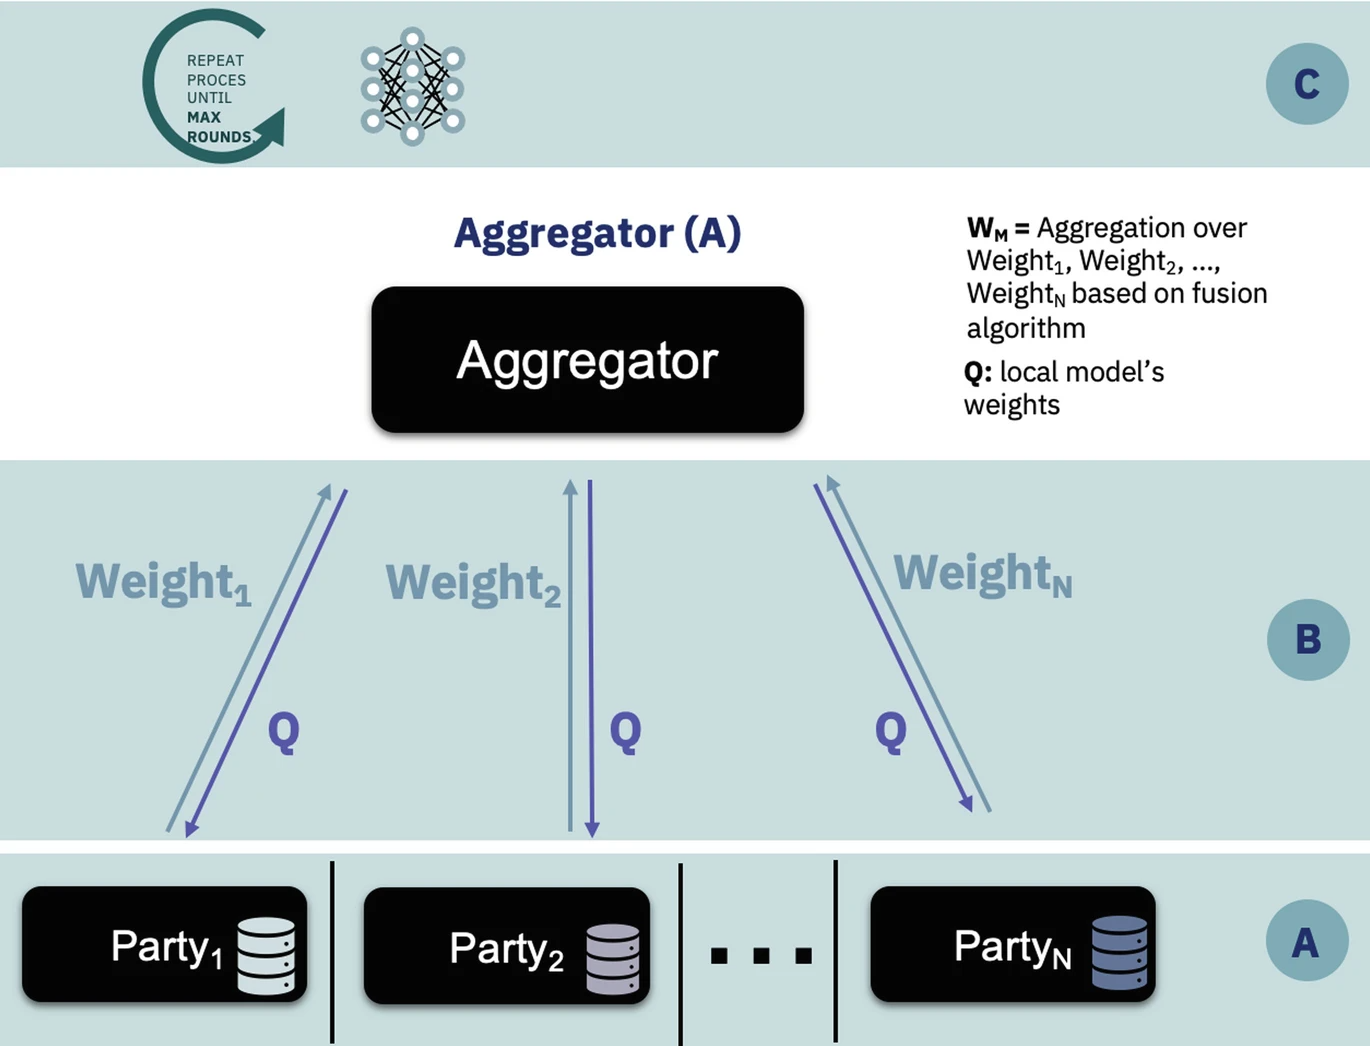 REPEAT
PROCES
UNTIL
MAX
ROUNDS.
C
Aggregator (A)
Aggregator
W_M = Aggregation over
Weight_1, Weight_2, ...,
Weight_N based on fusion
algorithm
Q: local model's
weights
Weight_1
Weight_2
Weight_N
B
Q
Q
Q
Party_1
Party_2
...
Party_N
A